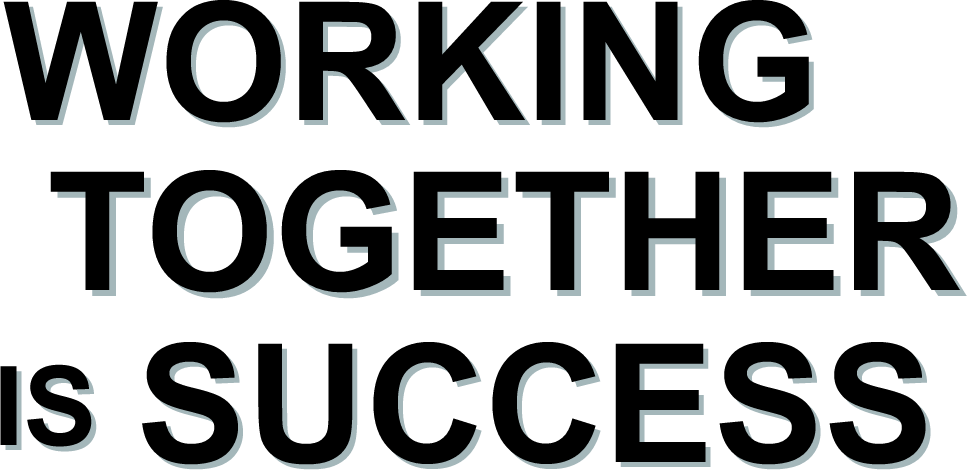 WORKING
TOGETHER
IS SUCCESS